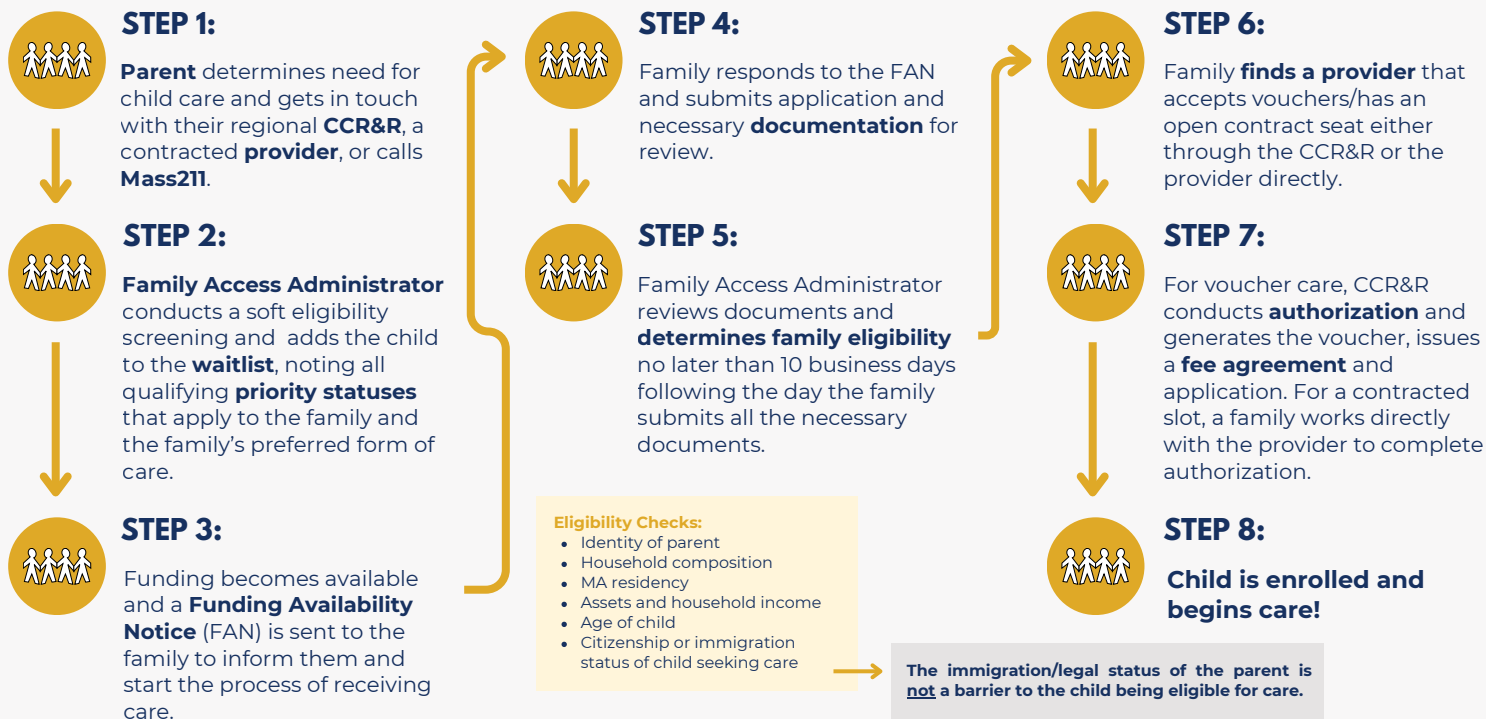 STEP 1:
Parent determines need for
child care and gets in touch
with their regional CCR&R, a
contracted provider, or calls
Mass211.
STEP 2:
Family Access Administrator
conducts a soft eligibility
screening and  adds the child
to the waitlist, noting all
qualifying priority statuses
that apply to the family and
the family's preferred form of
care.
STEP 3:
Funding becomes available
and a Funding Availability
Notice (FAN) is sent to the
family to inform them and
start the process of receiving
care.
STEP 4:
Family responds to the FAN
and submits application and
necessary documentation for
review.
STEP 5:
Family Access Administrator
reviews documents and
determines family eligibility
no later than 10 business days
following the day the family
submits all the necessary
documents.
Eligibility Checks:
• Identity of parent
• Household composition
• MA residency
• Assets and household income
• Age of child
• Citizenship or immigration
status of child seeking care
The immigration/legal status of the parent is
not a barrier to the child being eligible for care.
STEP 6:
Family finds a provider that
accepts vouchers/has an
open contract seat either
through the CCR&R or the
provider directly.
STEP 7:
For voucher care, CCR&R
conducts authorization and
generates the voucher, issues
a fee agreement and
application. For a contracted
slot, a family works directly
with the provider to complete
authorization.
STEP 8:
Child is enrolled and
begins care!